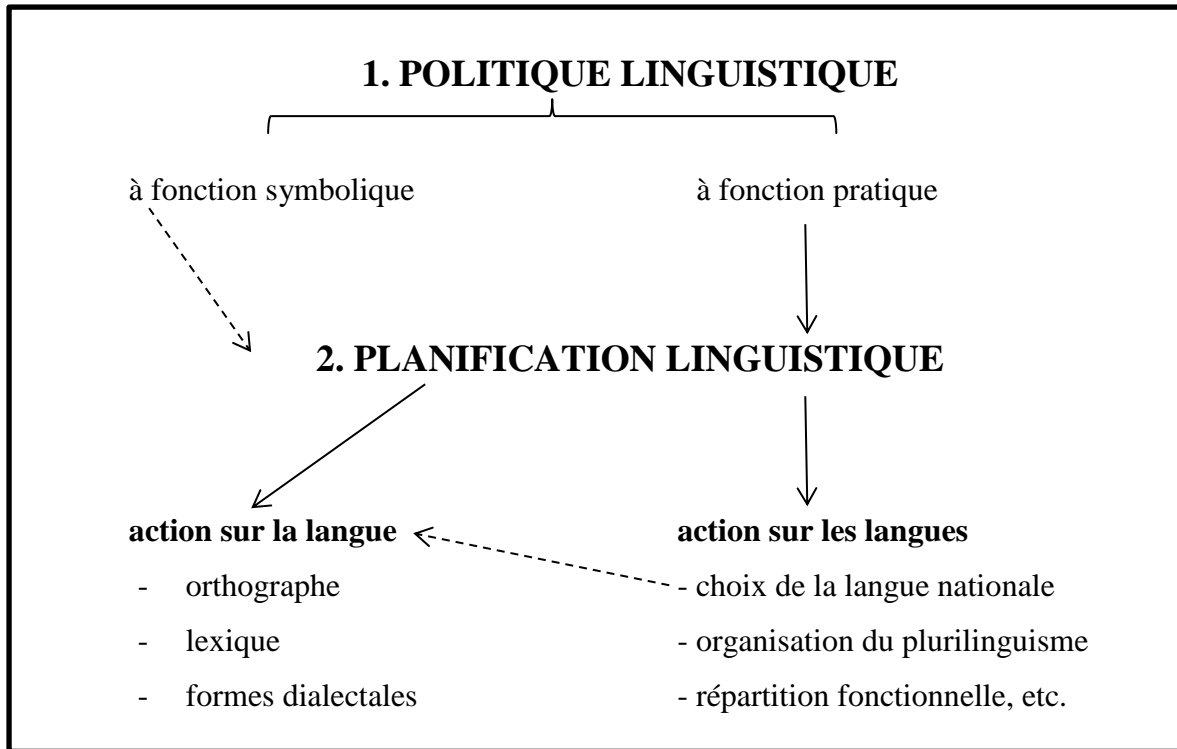 1. POLITIQUE LINGUISTIQUE
à fonction symbolique
à fonction pratique
2. PLANIFICATION LINGUISTIQUE
action sur la langue
- orthographe
- lexique
- formes dialectales
action sur les langues
- choix de la langue nationale
- organisation du plurilinguisme
- répartition fonctionnelle, etc.